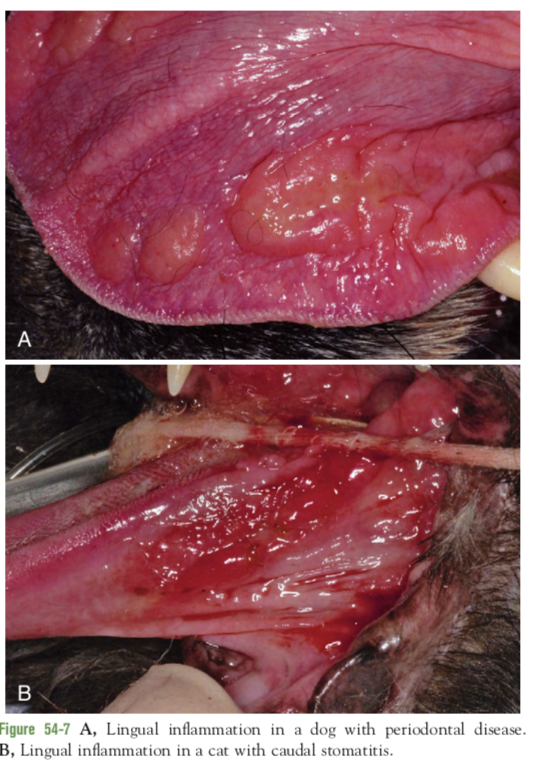 A
B
Figure 54-7 A, Lingual inflammation in a dog with periodontal disease.
B, Lingual inflammation in a cat with caudal stomatitis.